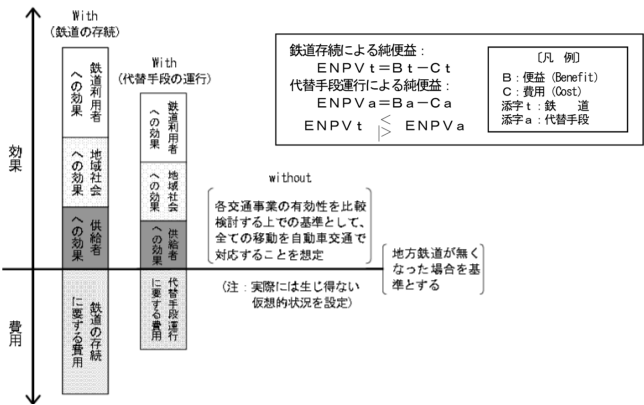 With
(鉄道の存続)
With
(代替手段の運行)
鉄道利用者
への効果
地域社会
への効果
供給者
への効果
鉄道の存続
に要する費用
鉄道利用者
への効果
地域社会
への効果
供給者
への効果
代替手段運行
に要する費用
効果
費用
鉄道存続による純便益：
ENPVt＝Bt－Ct
代替手段運行による純便益：
ENPVa＝Ba－Ca
ENPVt ＜＞ ENPVa
〔凡 例〕
B：便益 (Benefit)
C：費用 (Cost)
添字t：鉄 道
添字a：代替手段
without
各交通事業の有効性を比較
検討する上での基準として、
全ての移動を自動車交通で
対応することを想定
(注：実際には生じ得ない
仮想的状況を設定)
地方鉄道が無く
なった場合を基
準とする